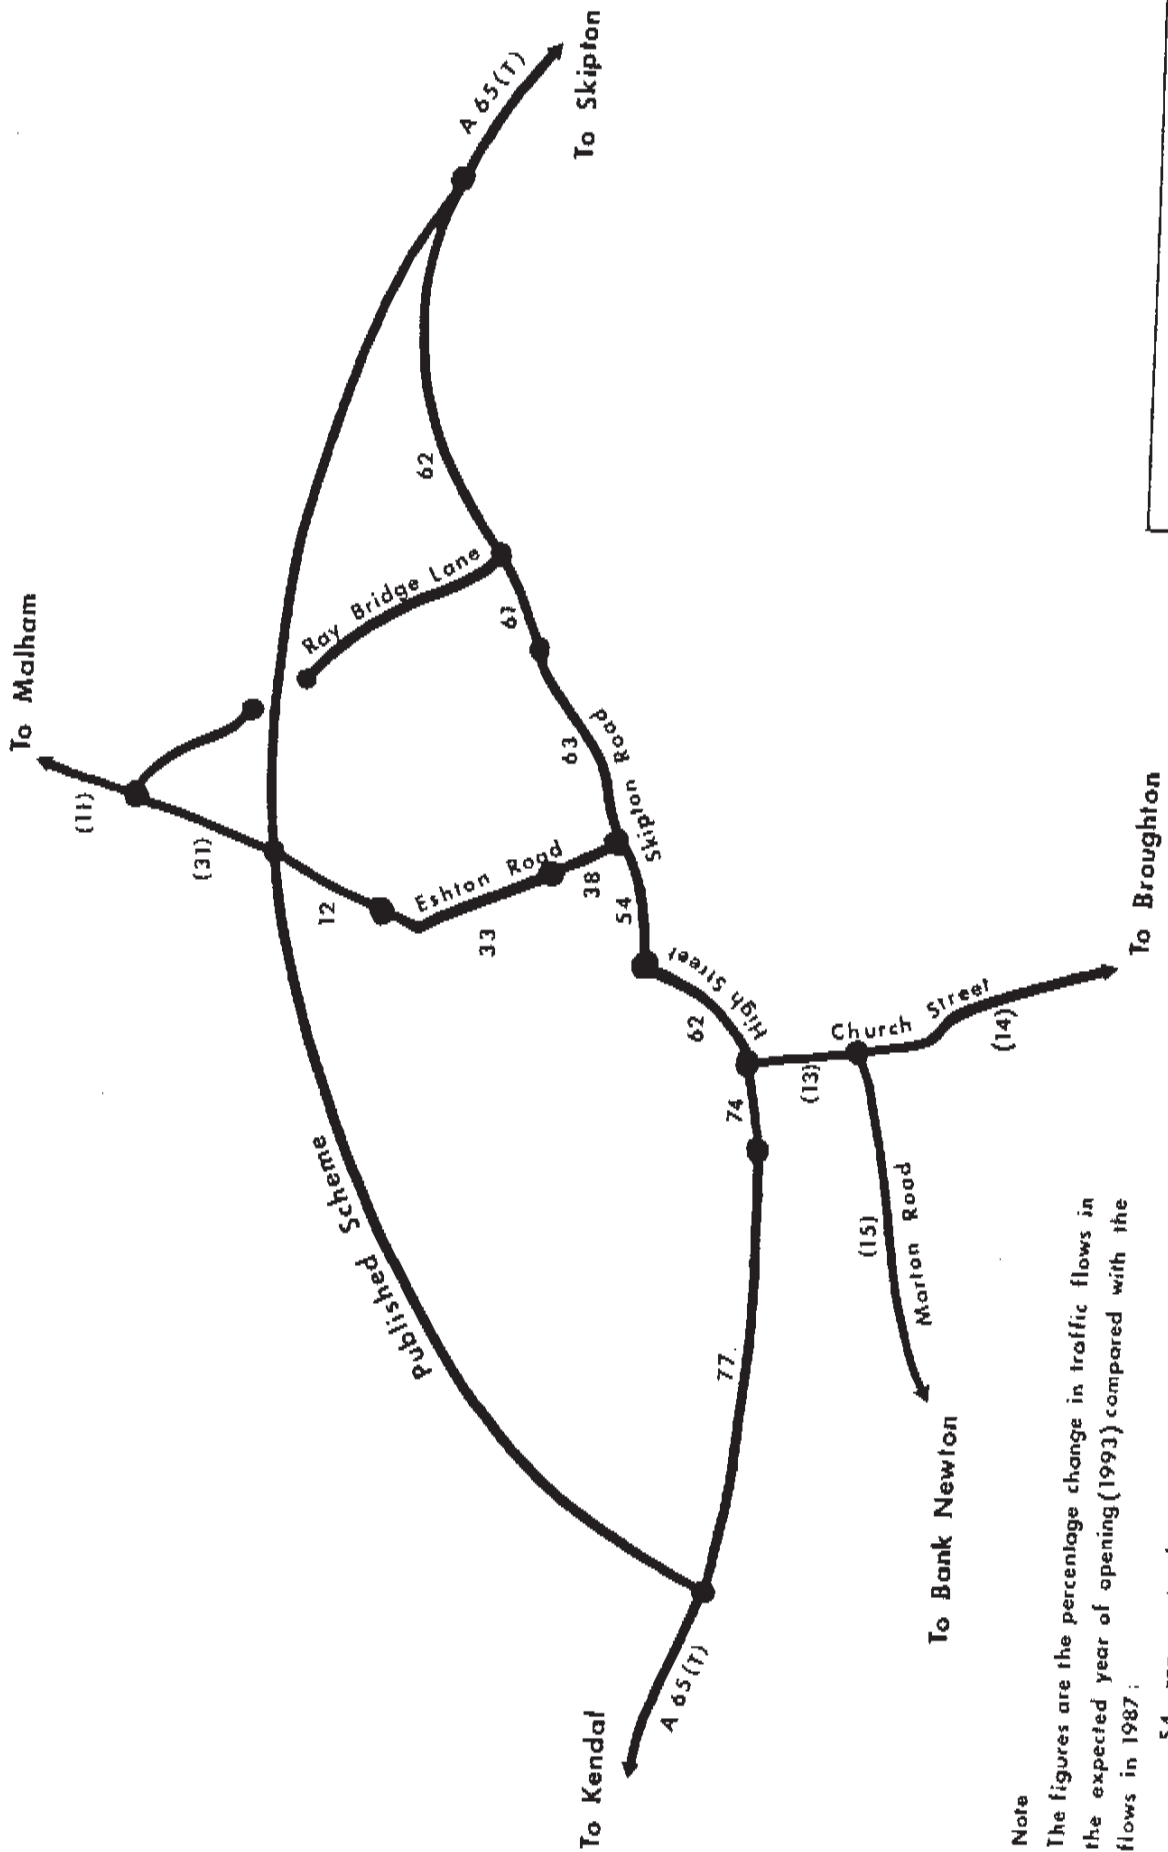 To Malham
(11)
(31)
12
Eshton Road
33
38
Ray Bridge Lane
A 65(T)
To Skipton
62
61
63
Skipton Road
54
High Street
62
74
Church Street
(13)
(14)
To Broughton
(15)
Marton Road
To Bank Newton
77
Published Scheme
A 65(T)
To Kendal
Note
The figures are the percentage change in traffic flows in
the expected year of opening (1993) compared with the
flows in 1987 :
54